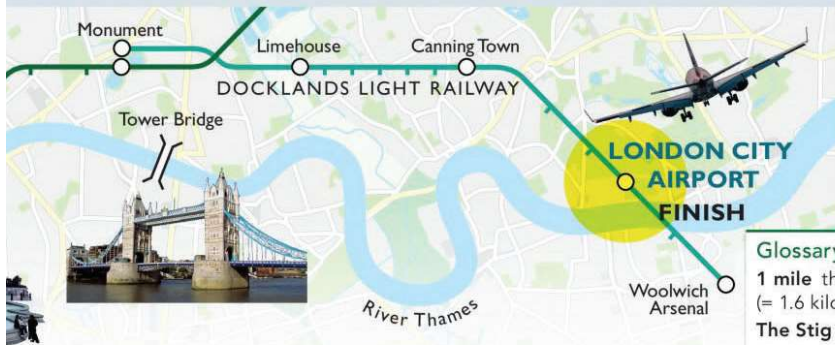 Monument
Limehouse
Canning Town
DOCKLANDS LIGHT RAILWAY
Tower Bridge
LONDON CITY
AIRPORT
FINISH
River Thames
Woolwich
Arsenal
Glossary
1 mile
(= 1.6
The Stig